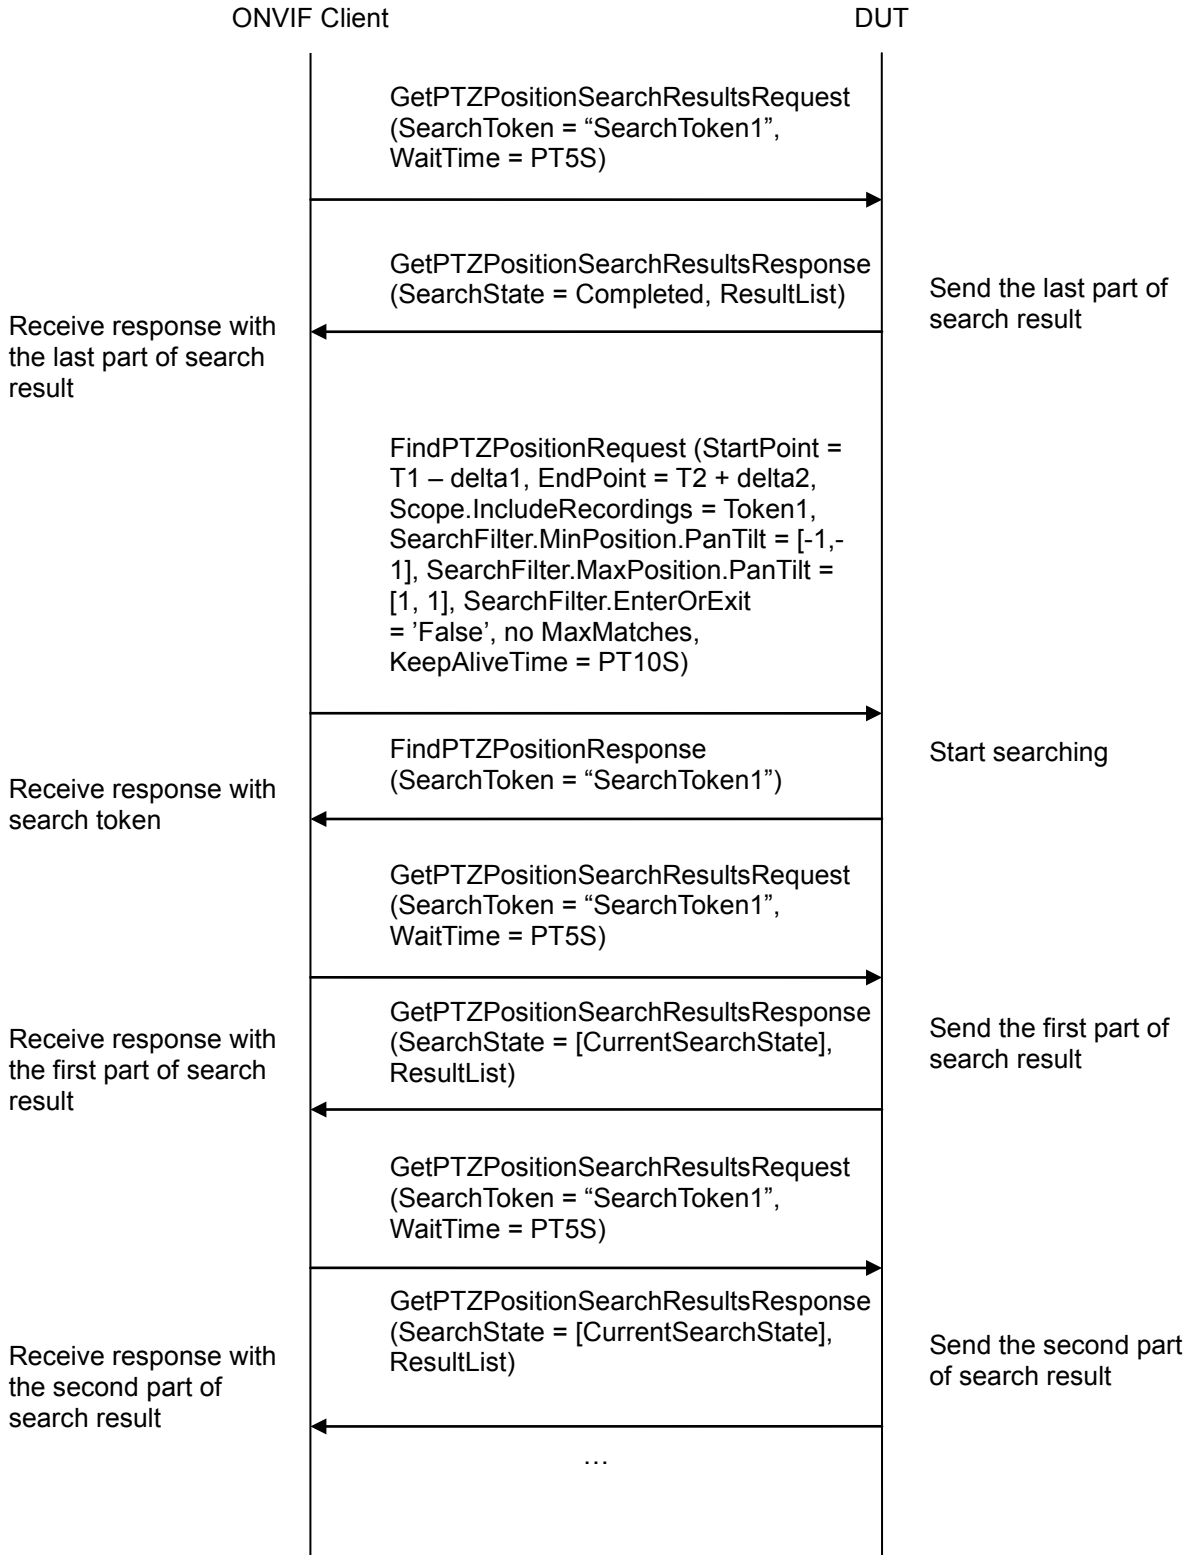 ONVIF Client
DUT
GetPTZPositionSearchResultsRequest
(SearchToken = “SearchToken1”,
WaitTime = PT5S)
GetPTZPositionSearchResultsResponse
(SearchState = Completed, ResultList)
Send the last part of
search result
Receive response with
the last part of search
result
FindPTZPositionRequest (StartPoint =
T1 – delta1, EndPoint = T2 + delta2,
Scope.IncludeRecordings = Token1,
SearchFilter.MinPosition.PanTilt = [-1,-
1], SearchFilter.MaxPosition.PanTilt =
[1, 1], SearchFilter.EnterOrExit
= ’False’, no MaxMatches,
KeepAliveTime = PT10S)
FindPTZPositionResponse
(SearchToken = “SearchToken1”)
Start searching
Receive response with
search token
GetPTZPositionSearchResultsRequest
(SearchToken = “SearchToken1”,
WaitTime = PT5S)
GetPTZPositionSearchResultsResponse
(SearchState = [CurrentSearchState],
ResultList)
Send the first part of
search result
Receive response with
the first part of search
result
GetPTZPositionSearchResultsRequest
(SearchToken = “SearchToken1”,
WaitTime = PT5S)
GetPTZPositionSearchResultsResponse
(SearchState = [CurrentSearchState],
ResultList)
Send the second part
of search result
Receive response with
the second part of
search result
…